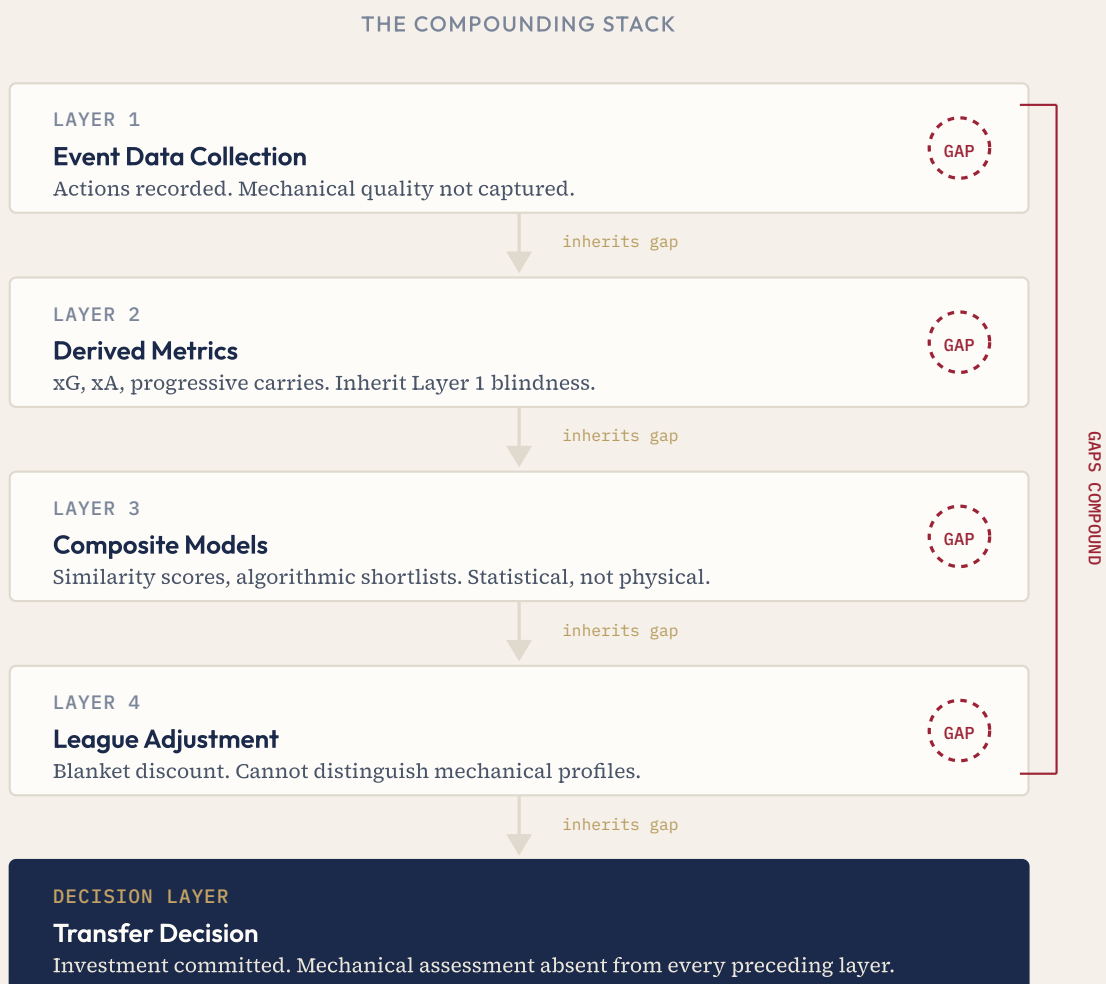 THE COMPOUNDING STACK
LAYER 1
Event Data Collection
Actions recorded. Mechanical quality not captured.
GAP
inherits gap
LAYER 2
Derived Metrics
xG, xA, progressive carries. Inherit Layer 1 blindness.
GAP
inherits gap
LAYER 3
Composite Models
Similarity scores, algorithmic shortlists. Statistical, not physical.
GAP
inherits gap
LAYER 4
League Adjustment
Blanket discount. Cannot distinguish mechanical profiles.
GAP
inherits gap
GAPS COMPOUND
DECISION LAYER
Transfer Decision
Investment committed. Mechanical assessment absent from every preceding layer.